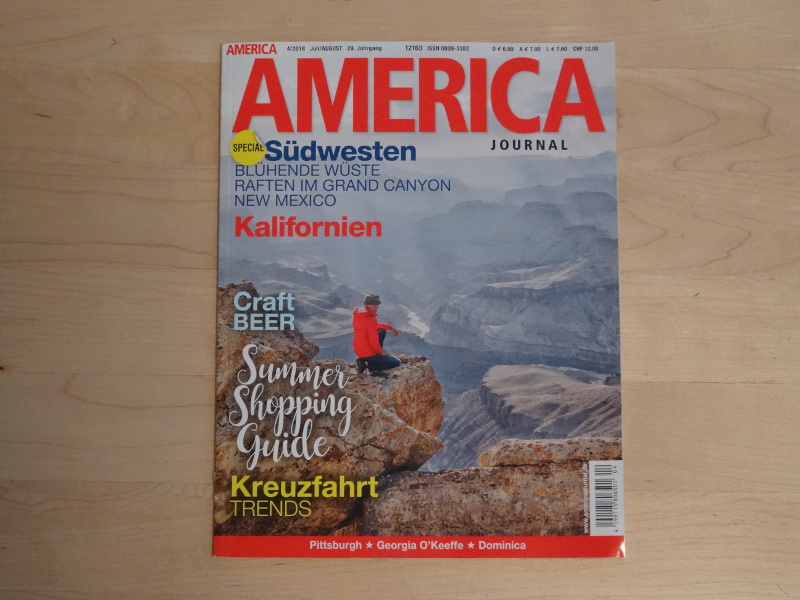 AMERICA 4/2018 Juli/AUGUST 29. Jahrgang 12163 ISSN 0939-3382 D € 6.50 A € 7.00 L € 7,60 CHF 12.00
AMERICA
JOURNAL
SPECIAL
Südwesten
BLÜHENDE WÜSTE
RAFTEN IM GRAND CANYON
NEW MEXICO
Kalifornien
Craft
BEER
Summer
Shopping
Guide
Kreuzfahrt
TRENDS
Pittsburgh ★ Georgia O'Keeffe ★ Dominica